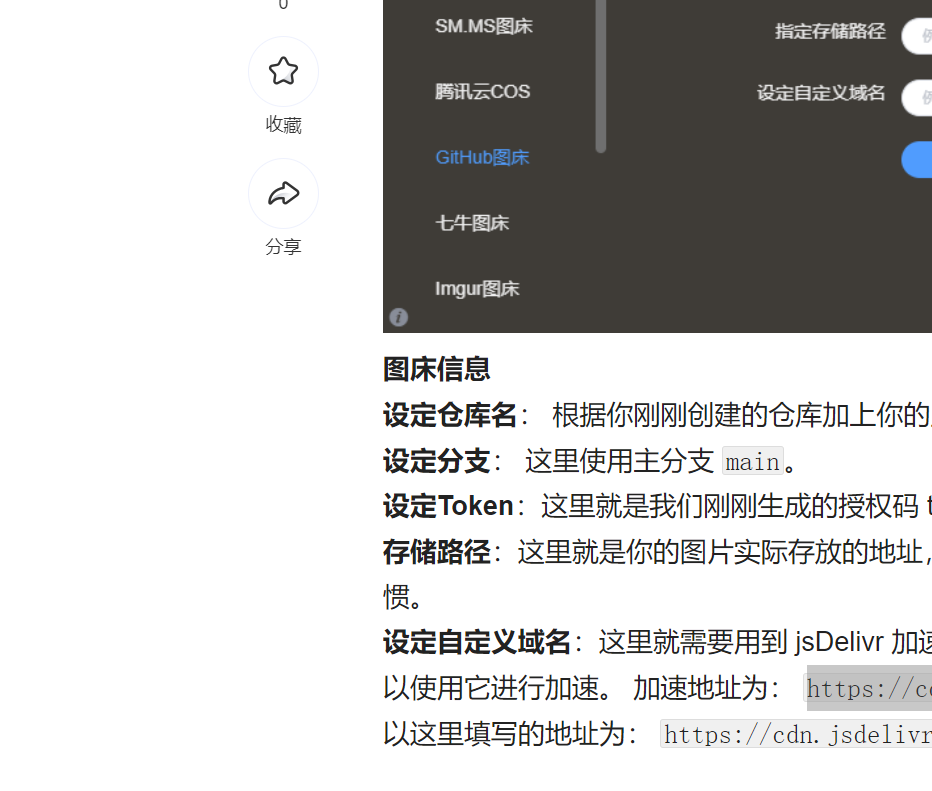 0
收藏
分享
SM.MS图床
腾讯云COS
GitHub图床
七牛图床
Imgur图床
指定存储路径
设定自定义域名
图床信息
设定仓库名： 根据你刚刚创建的仓库加上你的
设定分支： 这里使用主分支 main。
设定Token：这里就是我们刚刚生成的授权码 t
存储路径：这里就是你的图片实际存放的地址，
惯。
设定自定义域名：这里就需要用到 jsDelivr 加速
以使用它进行加速。 加速地址为： https://cd
以这里填写的地址为： https://cdn.jsdelivr